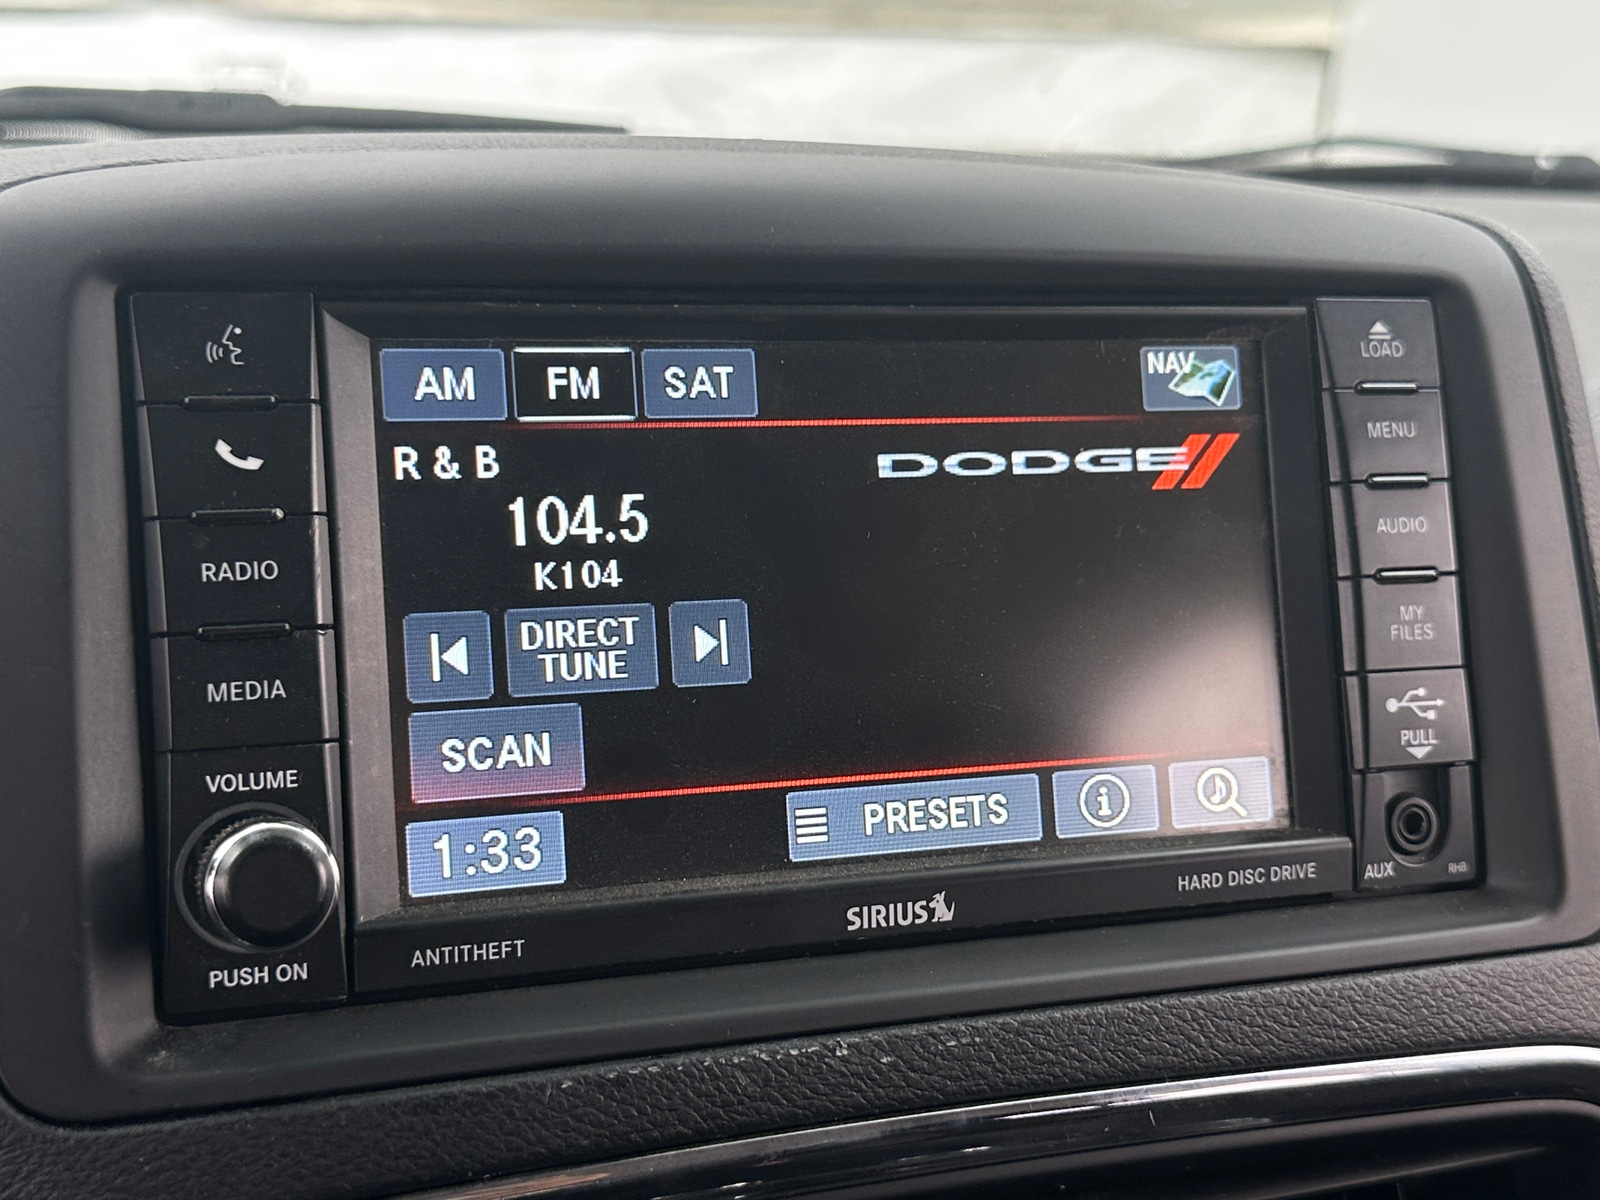 AM FM SAT NAV
R & B
DODGE
104.5
K104
DIRECT
TUNE
SCAN
1:33
PRESETS
RADIO
MEDIA
VOLUME
PUSH ON
LOAD
MENU
AUDIO
MY
FILES
PULL
AUX
RHB
ANTITHEFT
SIRIUS
HARD DISC DRIVE